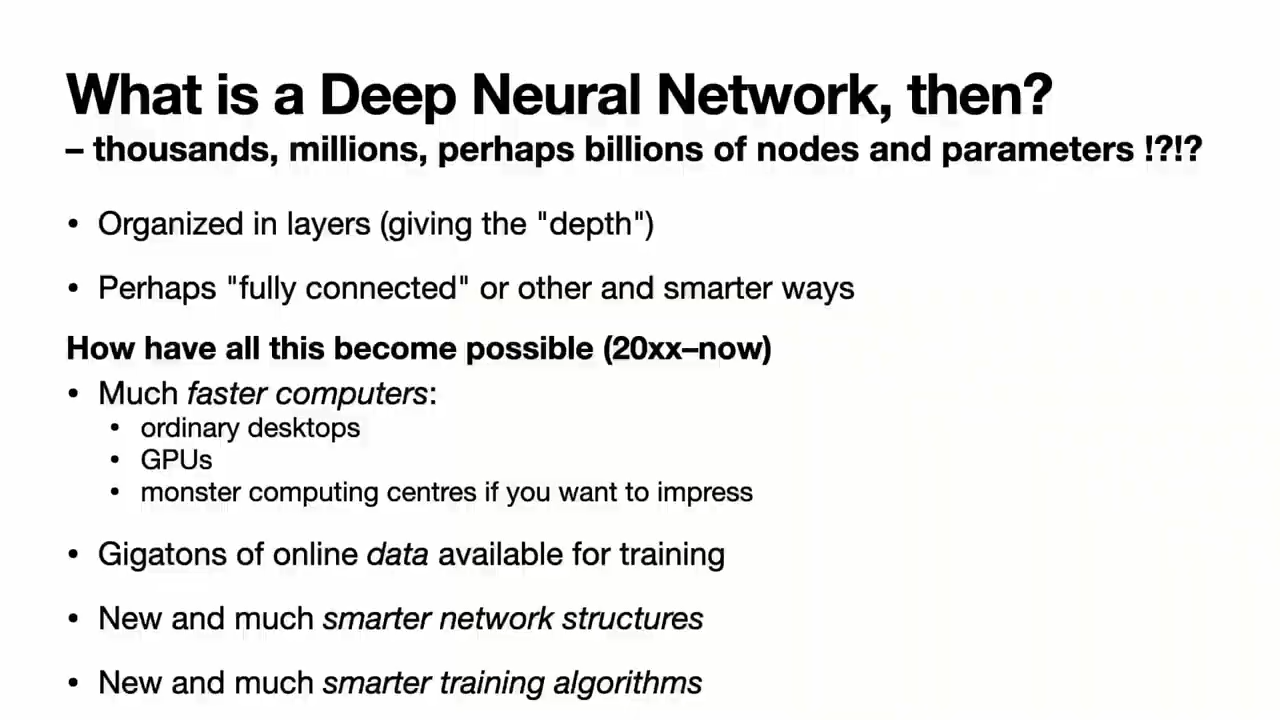 What is a Deep Neural Network, then?
– thousands, millions, perhaps billions of nodes and parameters !?!?
• Organized in layers (giving the "depth")
• Perhaps "fully connected" or other and smarter ways
How have all this become possible (20xx–now)
• Much faster computers:
• ordinary desktops
• GPUs
• monster computing centres if you want to impress
• Gigatons of online data available for training
• New and much smarter network structures
• New and much smarter training algorithms